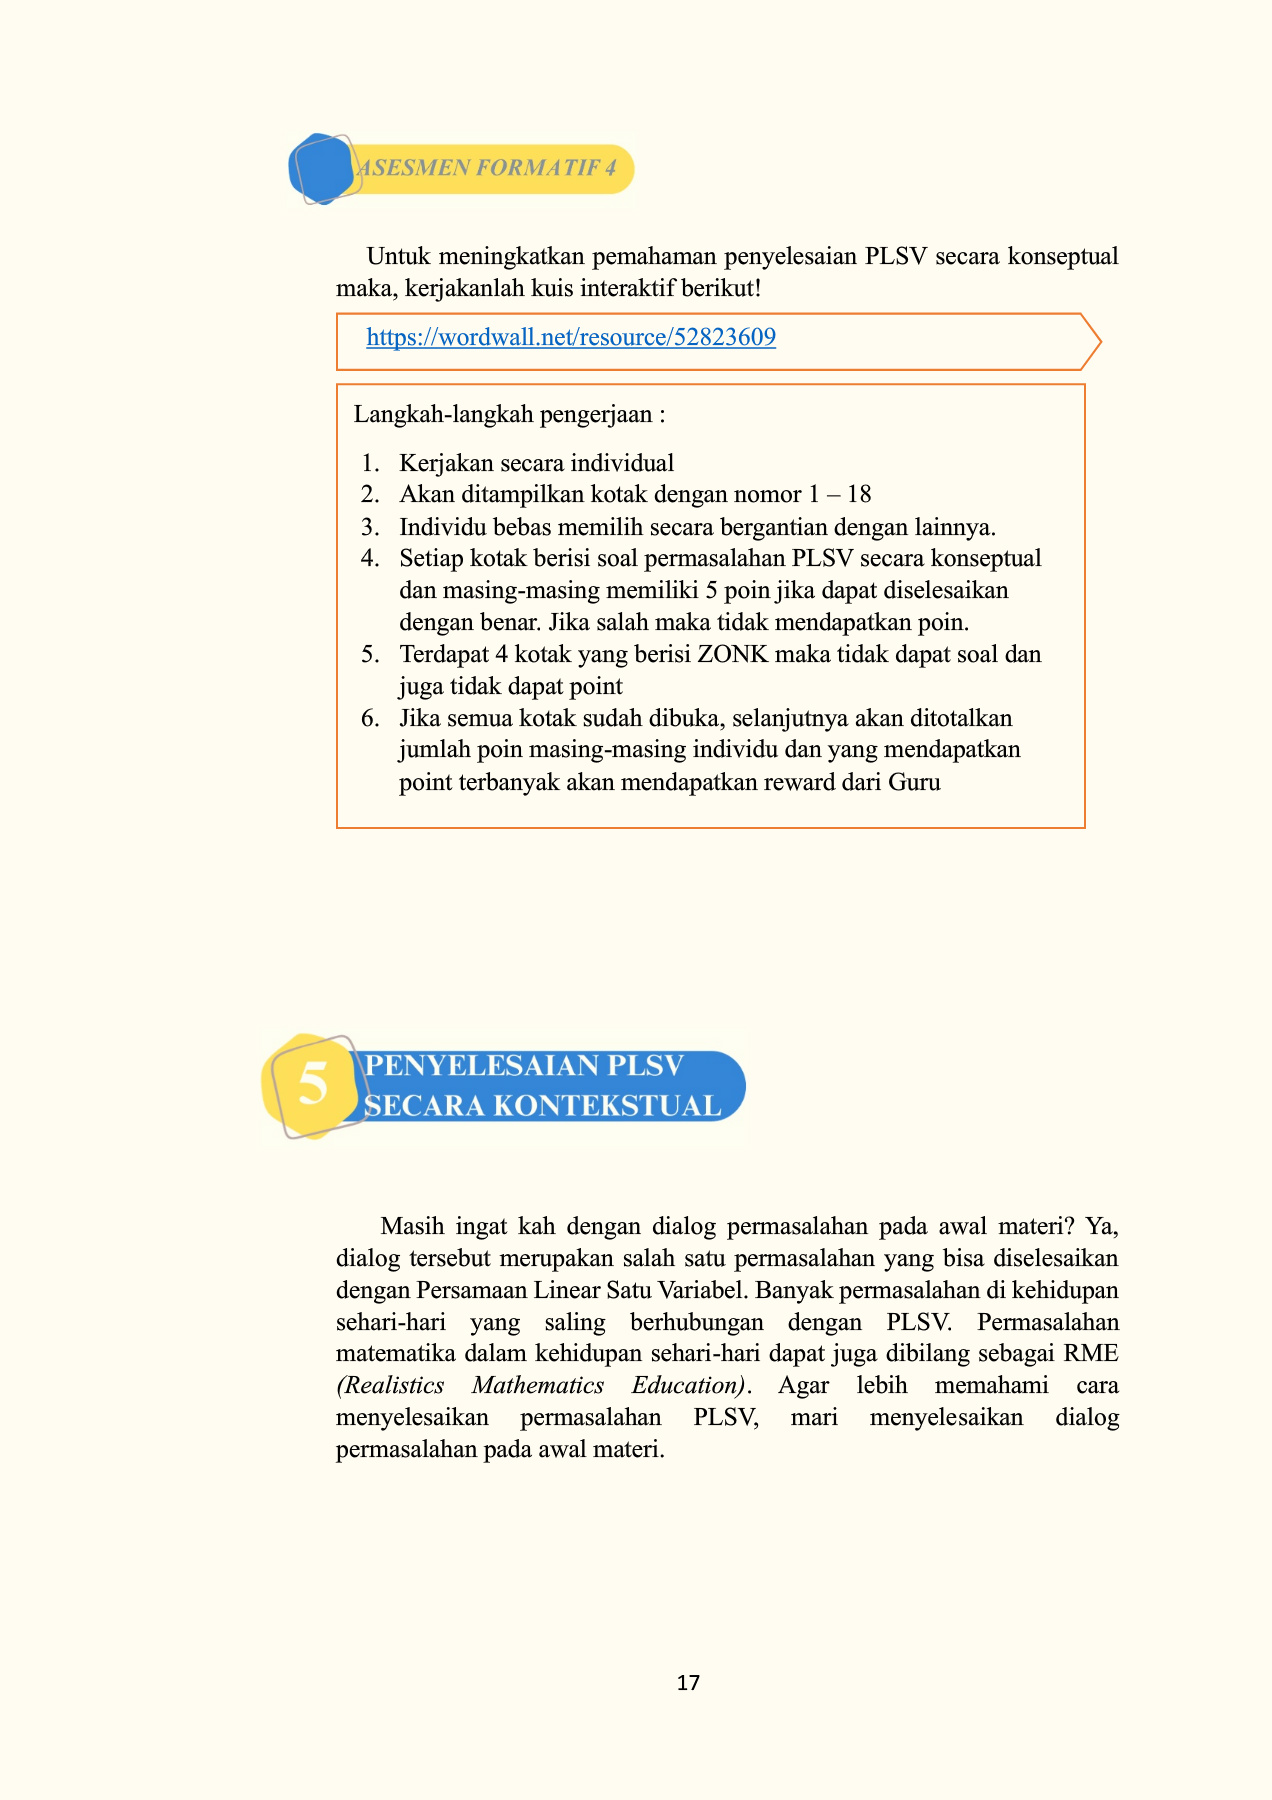 ASESMEN FORMATIF 4
Untuk meningkatkan pemahaman penyelesaian PLSV secara konseptual
maka, kerjakanlah kuis interaktif berikut!
https://wordwall.net/resource/52823609
Langkah-langkah pengerjaan :
1. Kerjakan secara individual
2. Akan ditampilkan kotak dengan nomor 1 – 18
3. Individu bebas memilih secara bergantian dengan lainnya.
4. Setiap kotak berisi soal permasalahan PLSV secara konseptual
dan masing-masing memiliki 5 poin jika dapat diselesaikan
dengan benar. Jika salah maka tidak mendapatkan poin.
5. Terdapat 4 kotak yang berisi ZONK maka tidak dapat soal dan
juga tidak dapat point
6. Jika semua kotak sudah dibuka, selanjutnya akan ditotalkan
jumlah poin masing-masing individu dan yang mendapatkan
point terbanyak akan mendapatkan reward dari Guru
5 PENYELESAIAN PLSV
SECARA KONTEKSTUAL
Masih ingat kah dengan dialog permasalahan pada awal materi? Ya,
dialog tersebut merupakan salah satu permasalahan yang bisa diselesaikan
dengan Persamaan Linear Satu Variabel. Banyak permasalahan di kehidupan
sehari-hari yang saling berhubungan dengan PLSV. Permasalahan
matematika dalam kehidupan sehari-hari dapat juga dibilang sebagai RME
(Realistics Mathematics Education). Agar lebih memahami cara
menyelesaikan permasalahan PLSV, mari menyelesaikan dialog
permasalahan pada awal materi.
17